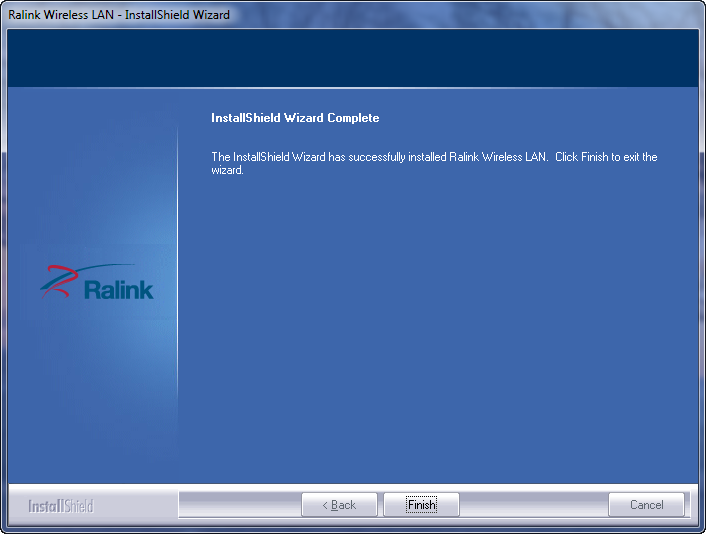 Ralink Wireless LAN - InstallShield Wizard
InstallShield Wizard Complete
The InstallShield Wizard has successfully installed Ralink Wireless LAN. Click Finish to exit the
wizard.
Ralink
InstallShield
< Back
Finish
Cancel